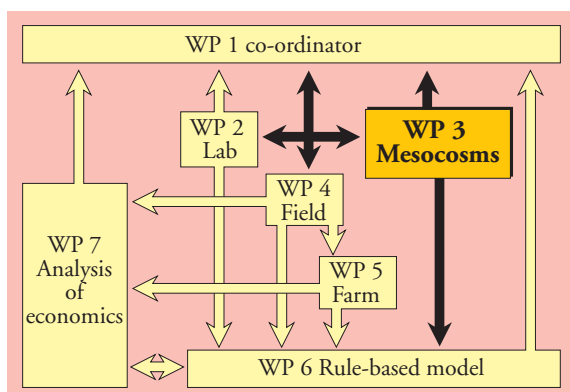 WP 1 co-ordinator
WP 2
Lab
WP 3
Mesocosms
WP 4
Field
WP 7
Analysis
of
economics
WP 5
Farm
WP 6 Rule-based model